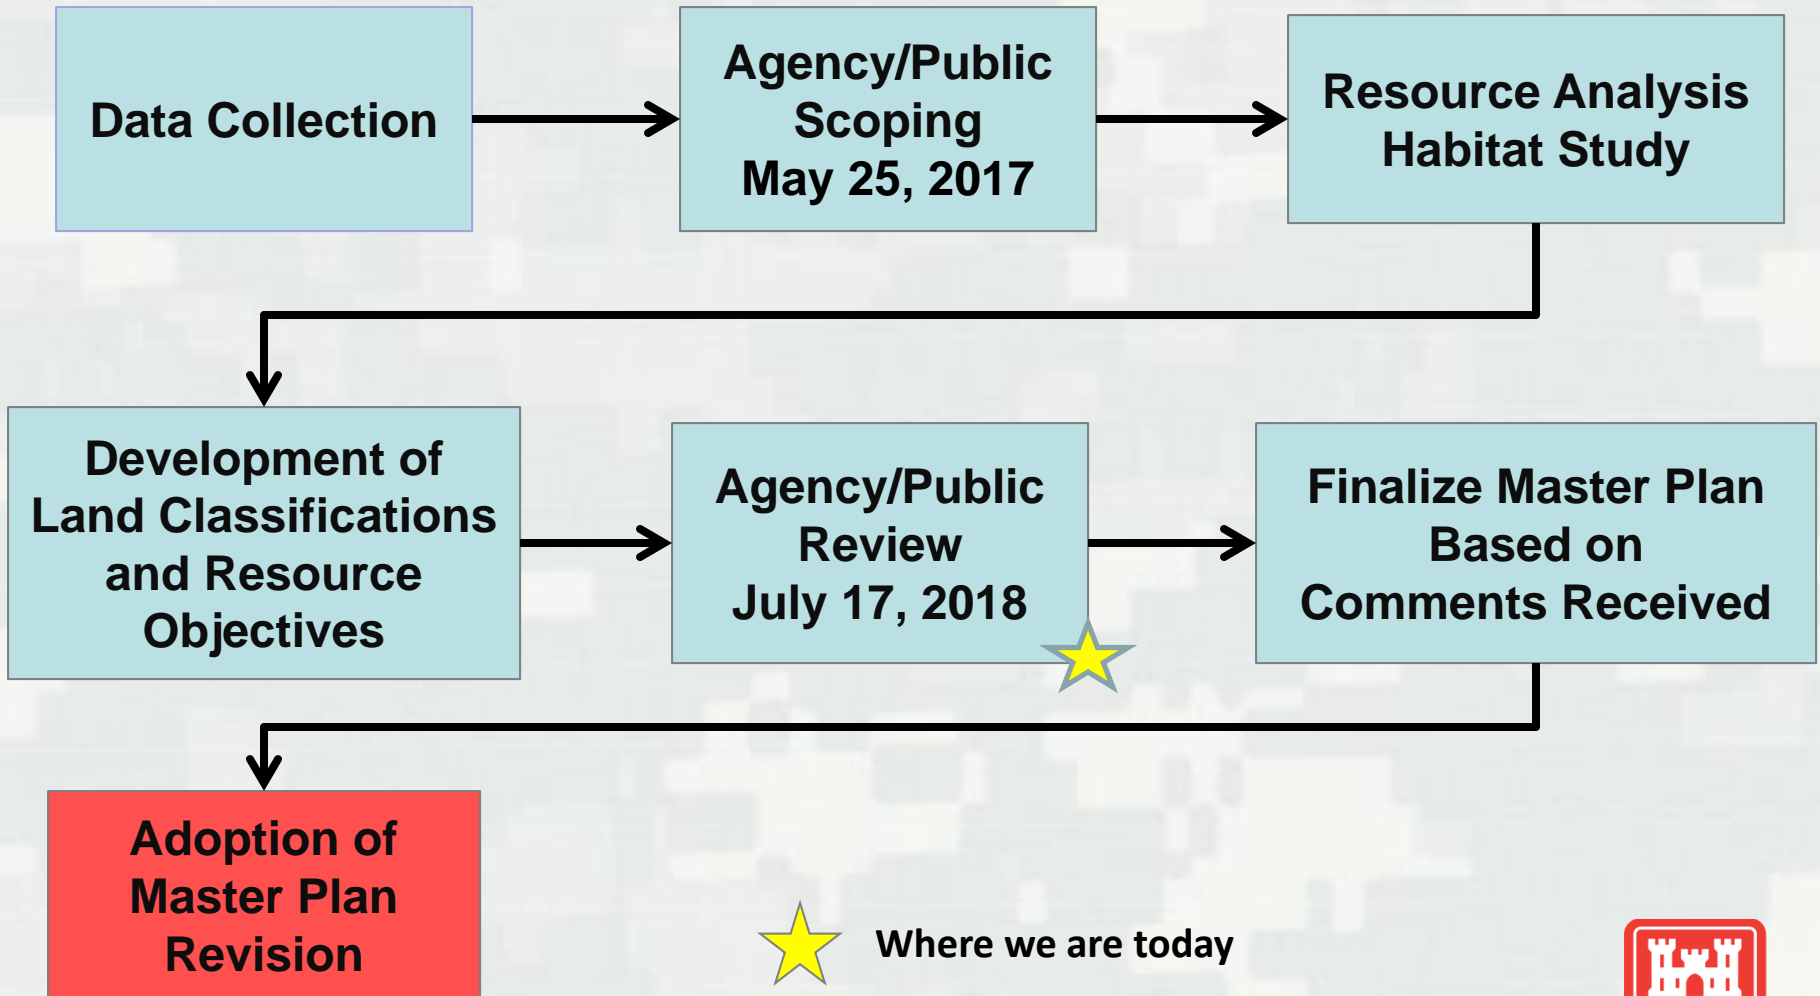 Data Collection
Agency/Public
Scoping
May 25, 2017
Resource Analysis
Habitat Study
Development of
Land Classifications
and Resource
Objectives
Agency/Public
Review
July 17, 2018
Finalize Master Plan
Based on
Comments Received
Adoption of
Master Plan
Revision
Where we are today